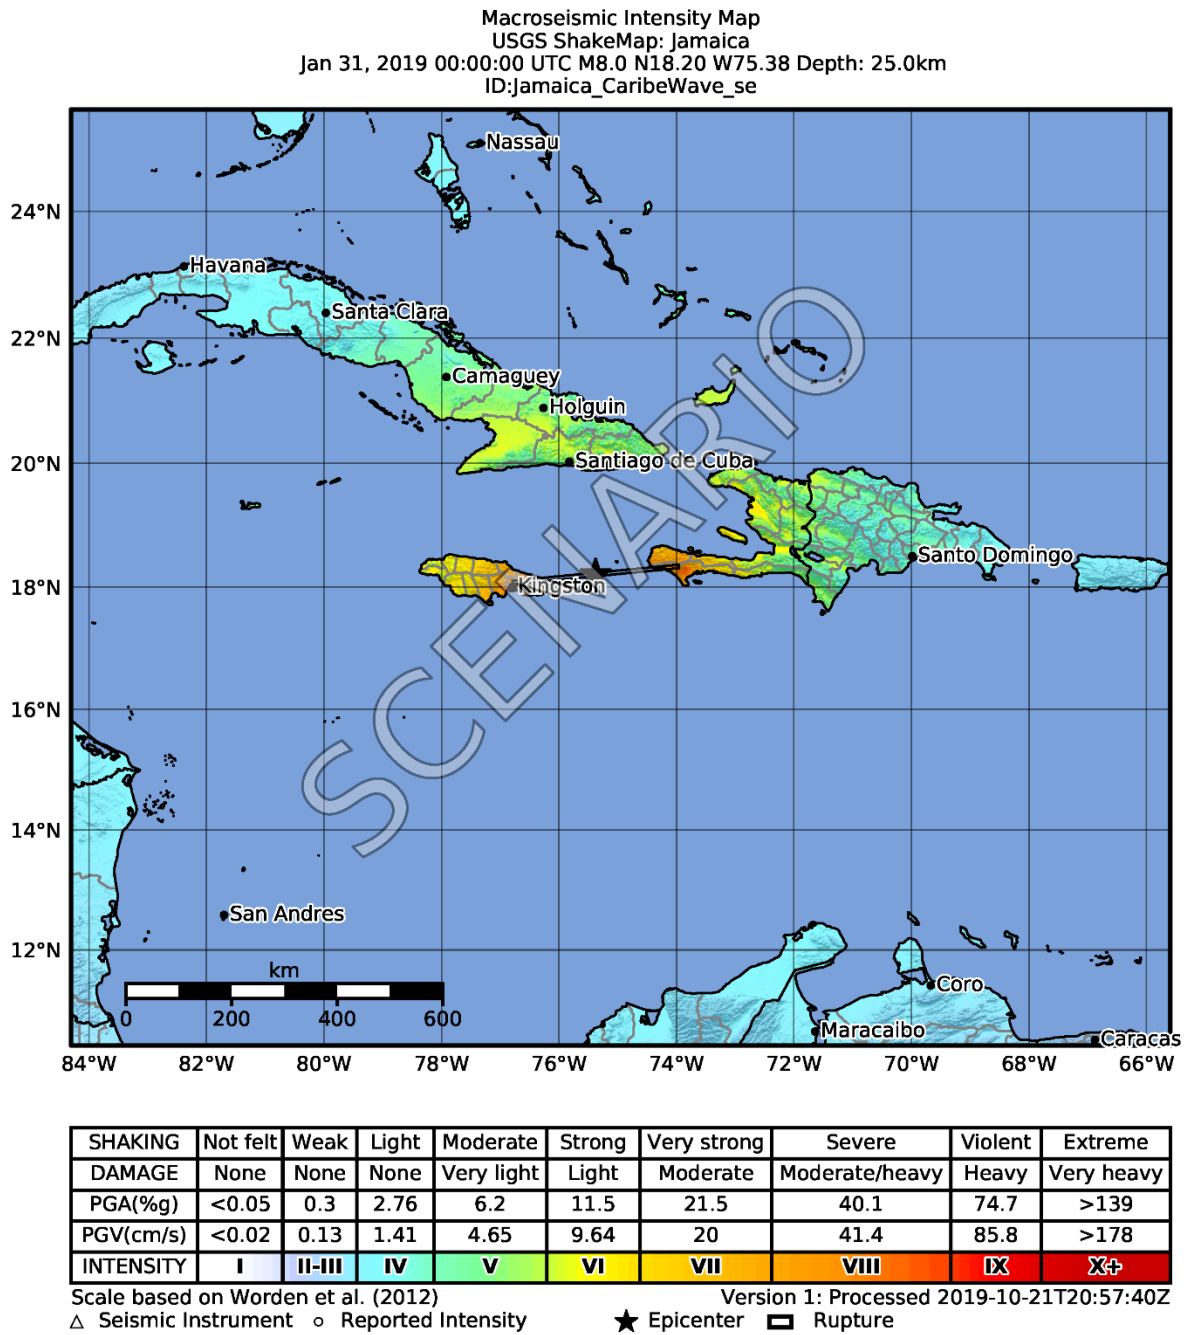 Macroseismic Intensity Map
USGS ShakeMap: Jamaica
Jan 31, 2019 00:00:00 UTC M8.0 N18.20 W75.38 Depth: 25.0km
ID:Jamaica_CaribeWave_se
Nassau
24°N
Havana
Santa Clara
22°N
Camaguey
Holguin
20°N
Santiago de Cuba
Santo Domingo
18°N
Kingston
SCENARiO
16°N
14°N
San Andres
12°N
km
0 200 400 600
Coro
Maracaibo
Caracas
84°W 82°W 80°W 78°W 76°W 74°W 72°W 70°W 68°W 66°W
SHAKING Not felt Weak Light Moderate Strong Very strong Severe Violent Extreme
DAMAGE None None None Very light Light Moderate Moderate/heavy Heavy Very heavy
PGA(%g) <0.05 0.3 2.76 6.2 11.5 21.5 40.1 74.7 >139
PGV(cm/s) <0.02 0.13 1.41 4.65 9.64 20 41.4 85.8 >178
INTENSITY I II-III IV V VI VII VIII IX X+
Scale based on Worden et al. (2012) Version 1: Processed 2019-10-21T20:57:40Z
Seismic Instrument Reported Intensity Epicenter Rupture